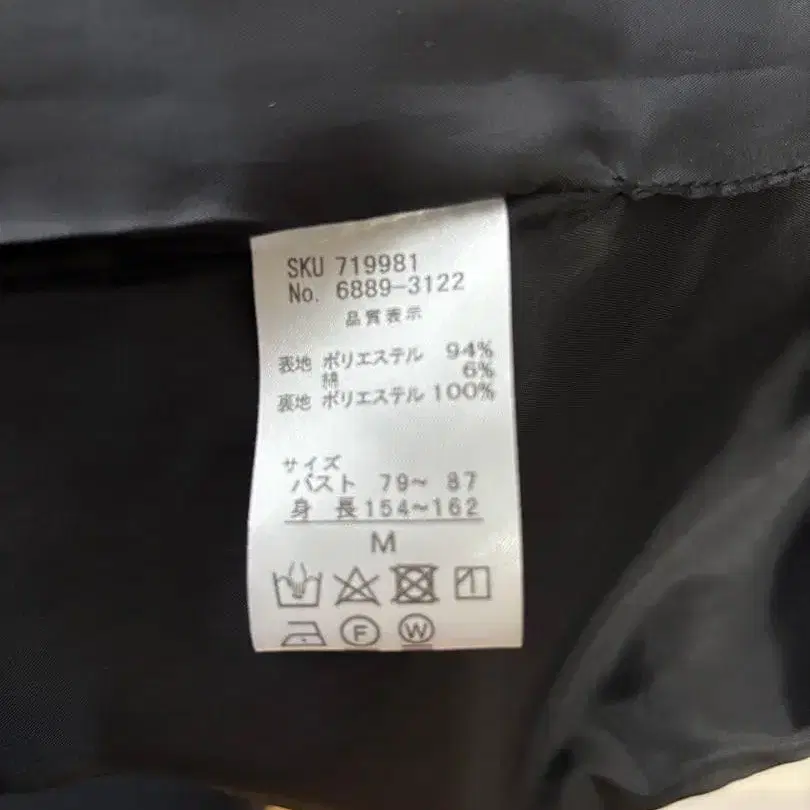 SKU 719981
No. 6889-3122
品質表示
表地 ポリエステル 94%
綿 6%
裏地 ポリエステル 100%
サイズ
バスト 79~ 87
身 長 154~162
M
F W